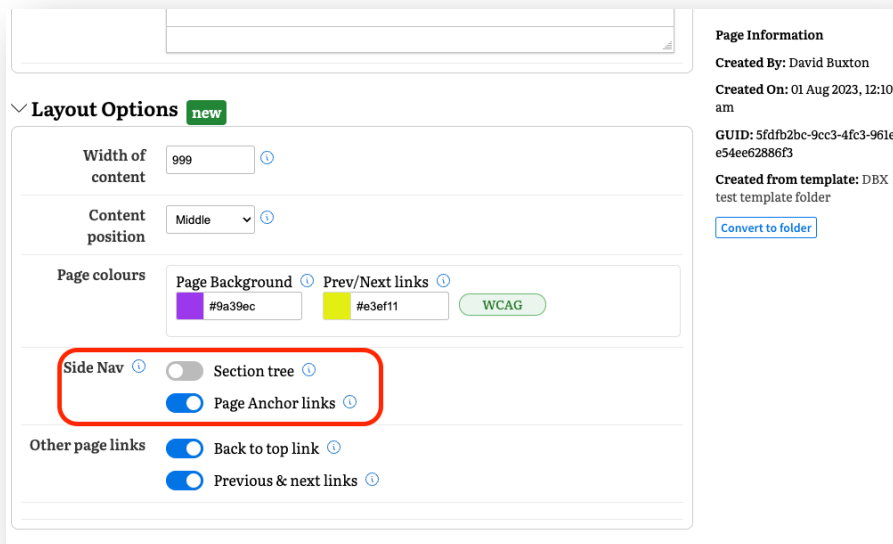 Layout Options new
Width of
content
999
Content
position
Middle
Page colours
Page Background Prev/Next links
#9a39ec
#e3ef11
WCAG
Side Nav
Section tree
Page Anchor links
Other page links
Back to top link
Previous & next links
Page Information
Created By: David Buxton
Created On: 01 Aug 2023, 12:10
am
GUID: 5fdfb2bc-9cc3-4fc3-961e
e54ee62886f3
Created from template: DBX
test template folder
Convert to folder